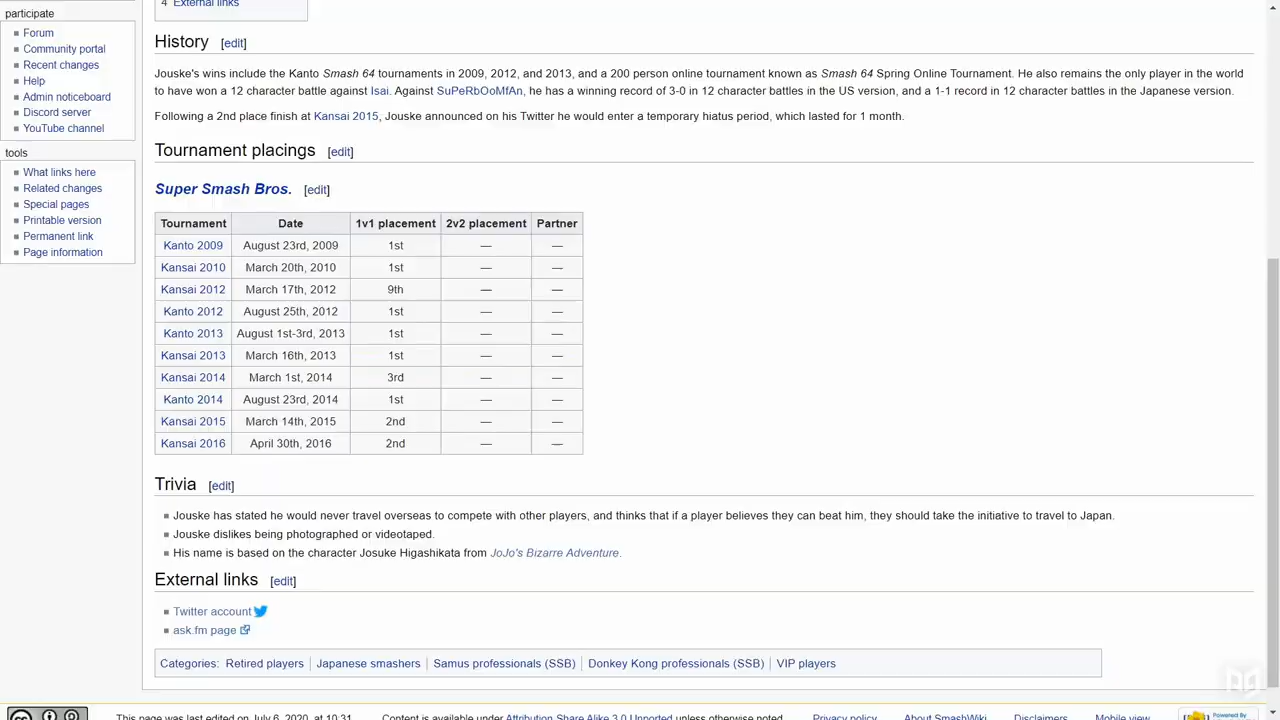 participate
Forum
Community portal
Recent changes
Help
Admin noticeboard
Discord server
YouTube channel
tools
What links here
Related changes
Special pages
Printable version
Permanent link
Page information
4 External links
History [edit]
Jouske's wins include the Kanto Smash 64 tournaments in 2009, 2012, and 2013, and a 200 person online tournament known as Smash 64 Spring Online Tournament. He also remains the only player in the world
to have won a 12 character battle against Isai. Against SuPeRbOoMfAn, he has a winning record of 3-0 in 12 character battles in the US version, and a 1-1 record in 12 character battles in the Japanese version.
Following a 2nd place finish at Kansai 2015, Jouske announced on his Twitter he would enter a temporary hiatus period, which lasted for 1 month.
Tournament placings [edit]
Super Smash Bros. [edit]
Tournament Date 1v1 placement 2v2 placement Partner
Kanto 2009 August 23rd, 2009 1st — —
Kansai 2010 March 20th, 2010 1st — —
Kansai 2012 March 17th, 2012 9th — —
Kanto 2012 August 25th, 2012 1st — —
Kanto 2013 August 1st-3rd, 2013 1st — —
Kansai 2013 March 16th, 2013 1st — —
Kansai 2014 March 1st, 2014 3rd — —
Kanto 2014 August 23rd, 2014 1st — —
Kansai 2015 March 14th, 2015 2nd — —
Kansai 2016 April 30th, 2016 2nd — —
Trivia [edit]
Jouske has stated he would never travel overseas to compete with other players, and thinks that if a player believes they can beat him, they should take the initiative to travel to Japan.
Jouske dislikes being photographed or videotaped.
His name is based on the character Josuke Higashikata from JoJo's Bizarre Adventure.
External links [edit]
Twitter account
ask.fm page
Categories: Retired players | Japanese smashers | Samus professionals (SSB) | Donkey Kong professionals (SSB) | VIP players
This page was last edited on July 6, 2020, at 10:31. Content is available under Attribution Share Alike 3.0 Unported unless otherwise noted. Privacy policy About SmashWiki Disclaimers Mobile view Powered By